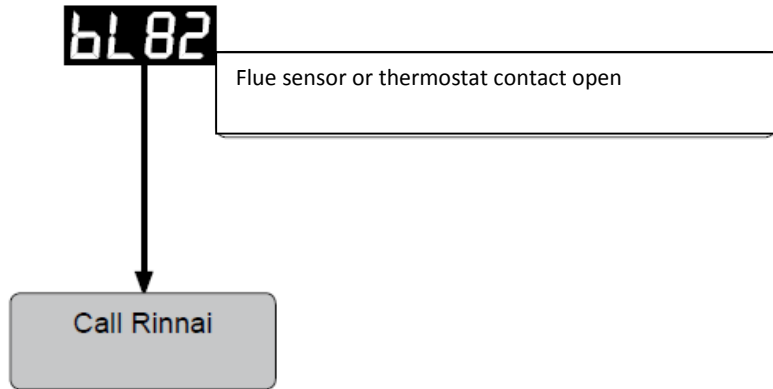 bL82
Flue sensor or thermostat contact open
Call Rinnai